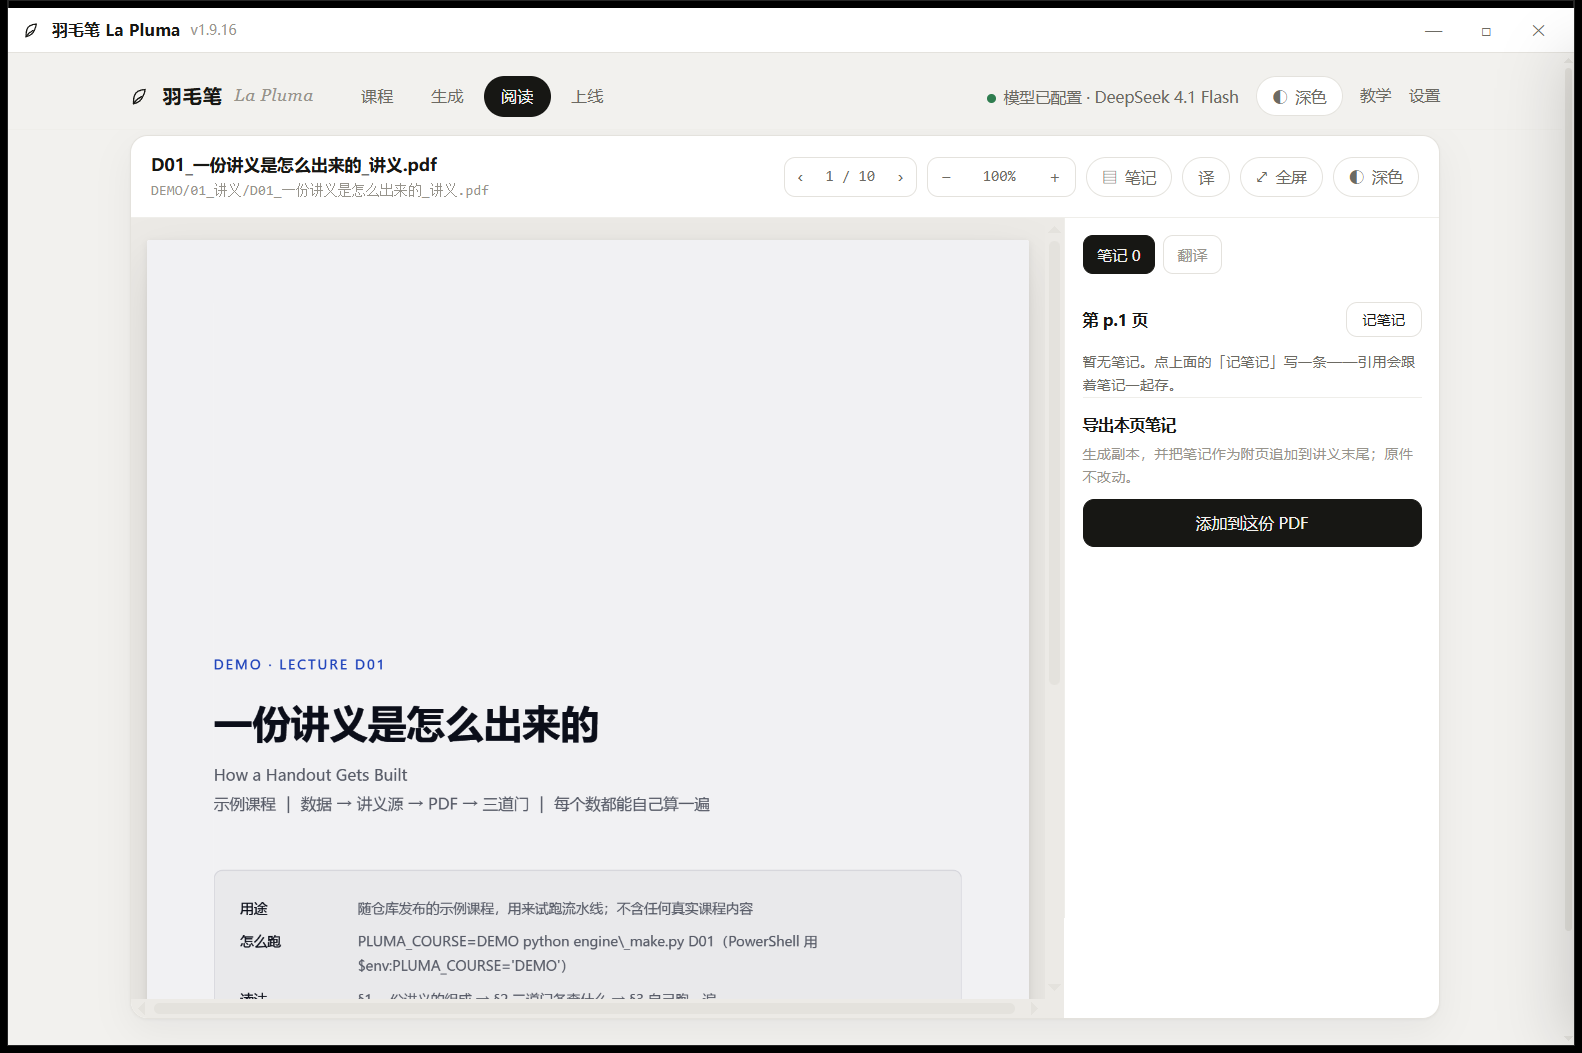 羽毛笔 La Pluma v1.9.16
羽毛笔 La Pluma 课程 生成 阅读 上线 模型已配置 · DeepSeek 4.1 Flash 深色 教学 设置
D01_一份讲义是怎么出来的_讲义.pdf
DEMO/01_讲义/D01_一份讲义是怎么出来的_讲义.pdf
‹ 1 / 10 › − 100% + 笔记 译 全屏 深色
DEMO · LECTURE D01
一份讲义是怎么出来的
How a Handout Gets Built
示例课程 | 数据 → 讲义源 → PDF → 三道门 | 每个数都能自己算一遍
用途 随仓库发布的示例课程，用来试跑流水线；不含任何真实课程内容
怎么跑 PLUMA_COURSE=DEMO python engine\_make.py D01（PowerShell 用
$env:PLUMA_COURSE='DEMO'）
笔记 0 翻译
第 p.1 页 记笔记
暂无笔记。点上面的「记笔记」写一条——引用会跟
着笔记一起存。
导出本页笔记
生成副本，并把笔记作为附页追加到讲义末尾；原件
不改动。
添加到这份 PDF